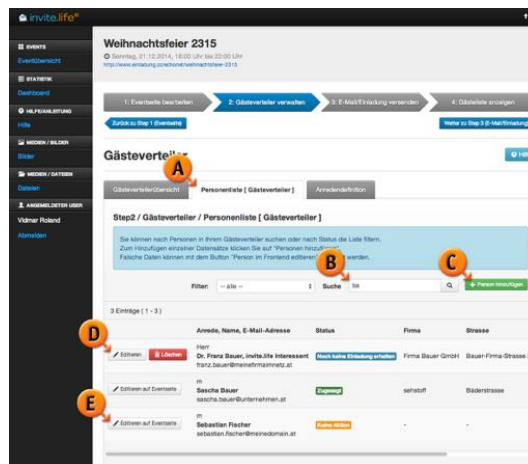 invite.life®
EVENTS
Eventübersicht
STATISTIK
Dashboard
HILFE/ANLEITUNG
Hilfe
MEDIEN / BILDER
Bilder
MEDIEN / DATEIEN
Dateien
ANGEMELDETER USER
Vidmar Roland
Abmelden
Weihnachtsfeier 2315
Sonntag, 21.12.2014, 18:00 Uhr bis 22:00 Uhr
1: Eventseite bearbeiten
2: Gästeverteiler verwalten
3: E-Mail/Einladung versenden
4: Gästeliste anzeigen
Zurück zu Step 1 (Eventseite)
Weiter zu Step 3 (E-Mail/Einladung
Gästeverteiler
Hil
A
Gästeverteilerübersicht
Personenliste [ Gästeverteiler ]
Anredendefinition
Step2 / Gästeverteiler / Personenliste [ Gästeverteiler ]
Sie können nach Personen in Ihrem Gästeverteiler suchen oder nach Status die Liste filtern.
Zum Hinzufügen einzelner Datensätze klicken Sie auf "Personen hinzufügen".
Falsche Daten können mit dem Button "Person im Frontend editieren" werden.
B
C
Filter:
-- alle --
Suche
ba
+ Person hinzufügen
3 Einträge ( 1 - 3 )
Anrede, Name, E-Mail-Adresse
Status
Firma
Strasse
D
Editieren
Löschen
Herr
Dr. Franz Bauer, invite.life Interessent
franz.bauer@meinefirmaimnetz.at
Noch keine Einladung erhalten
Firma Bauer GmbH
Bauer-Firma-Strasse
Editieren auf Eventseite
m
Sascha Bauer
sascha.bauer@unternehmen.at
Zugesagt
sehstoff
Bäderstrasse
E
Editieren auf Eventseite
m
Sebastian Fischer
sebastian.fischer@meinedomain.at
Keine Aktion
-
-